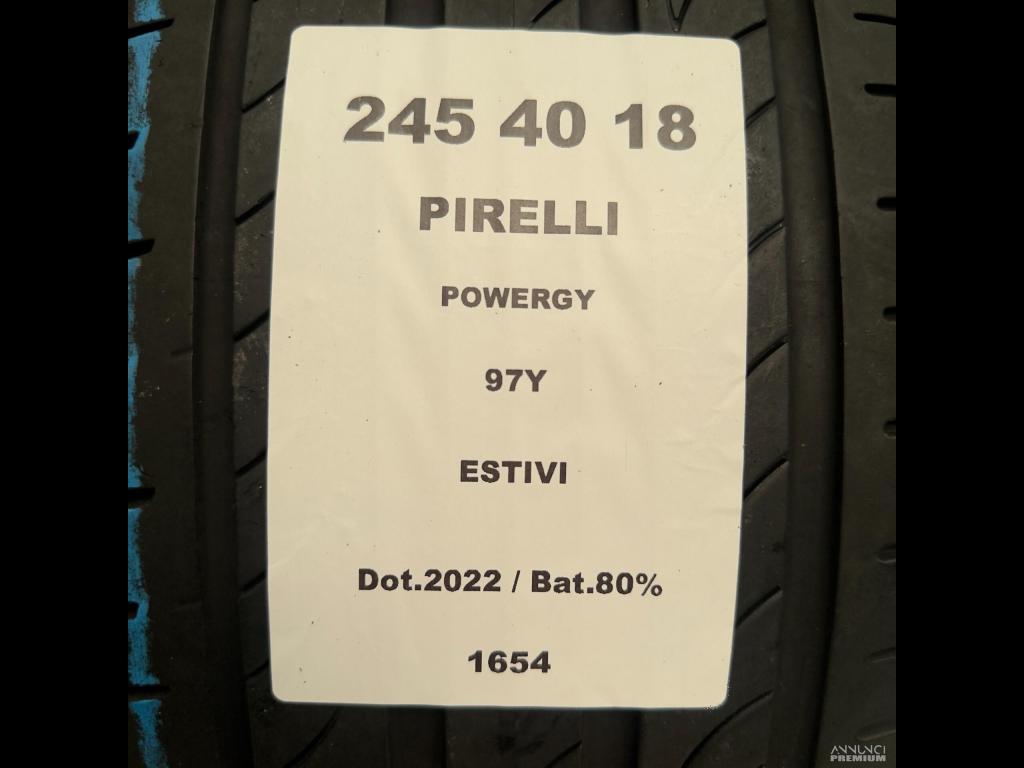 245 40 18
PIRELLI
POWERGY
97Y
ESTIVI
Dot.2022 / Bat.80%
1654
ANNUNCI
PREMIUM